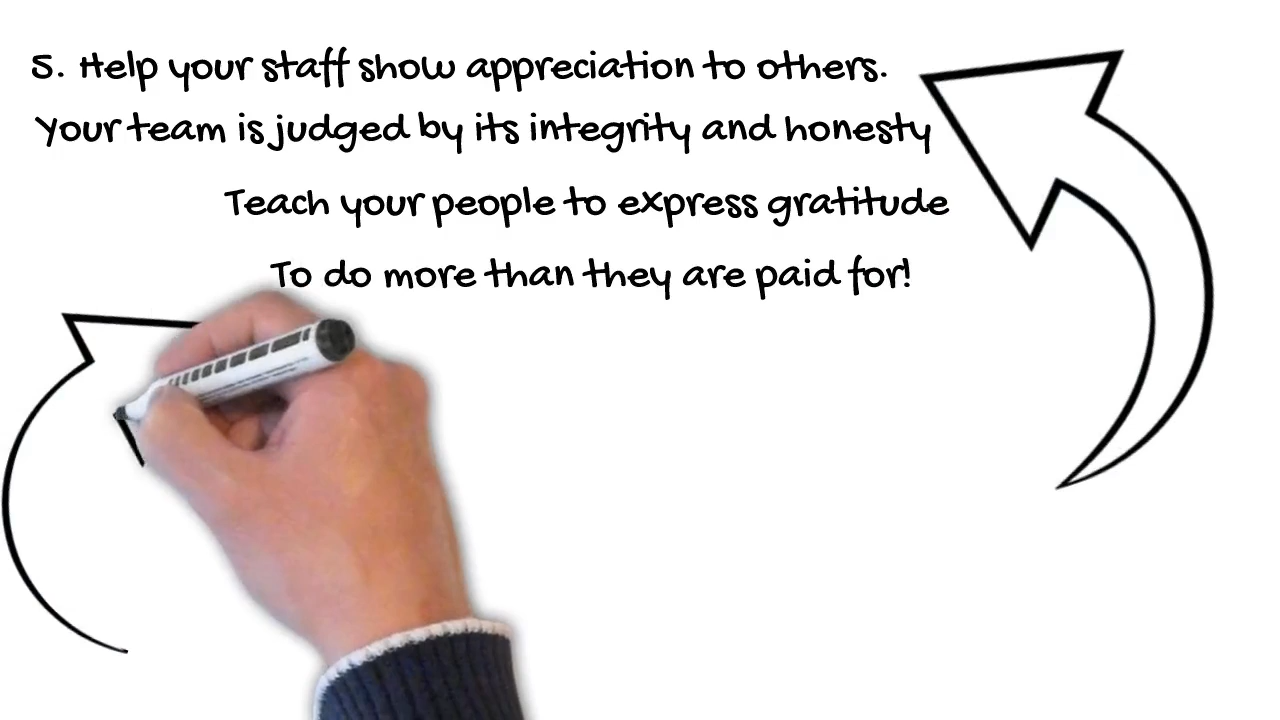 5. Help your staff show appreciation to others.
Your team is judged by its integrity and honesty
Teach your people to express gratitude
To do more than they are paid for!